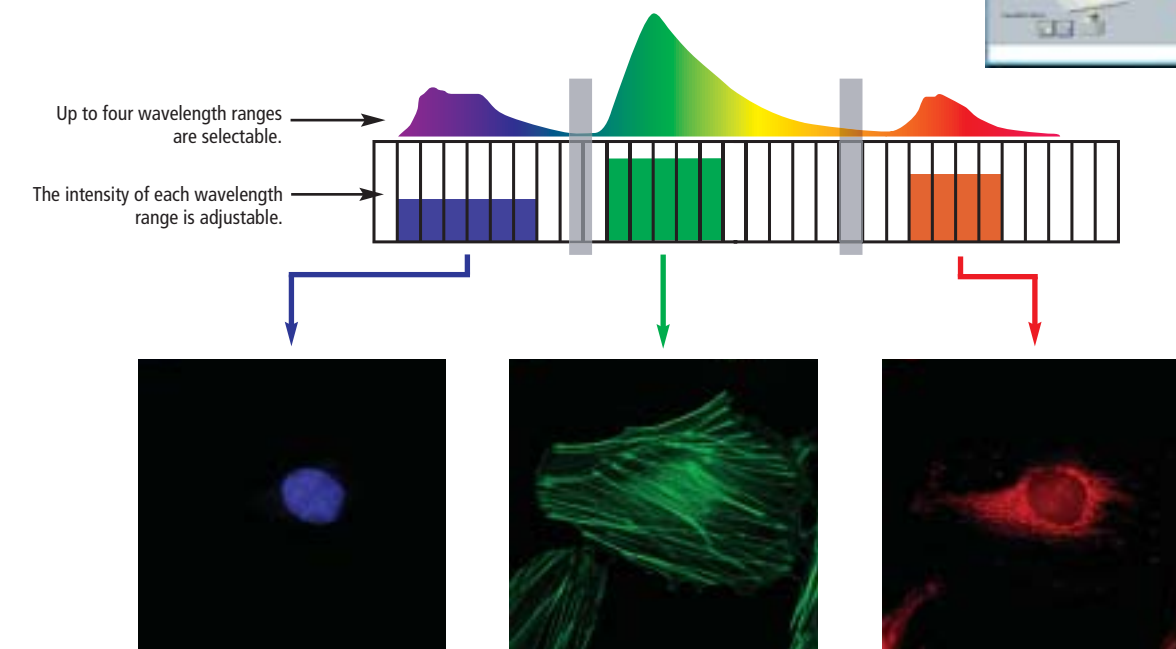 Up to four wavelength ranges
are selectable.
The intensity of each wavelength
range is adjustable.